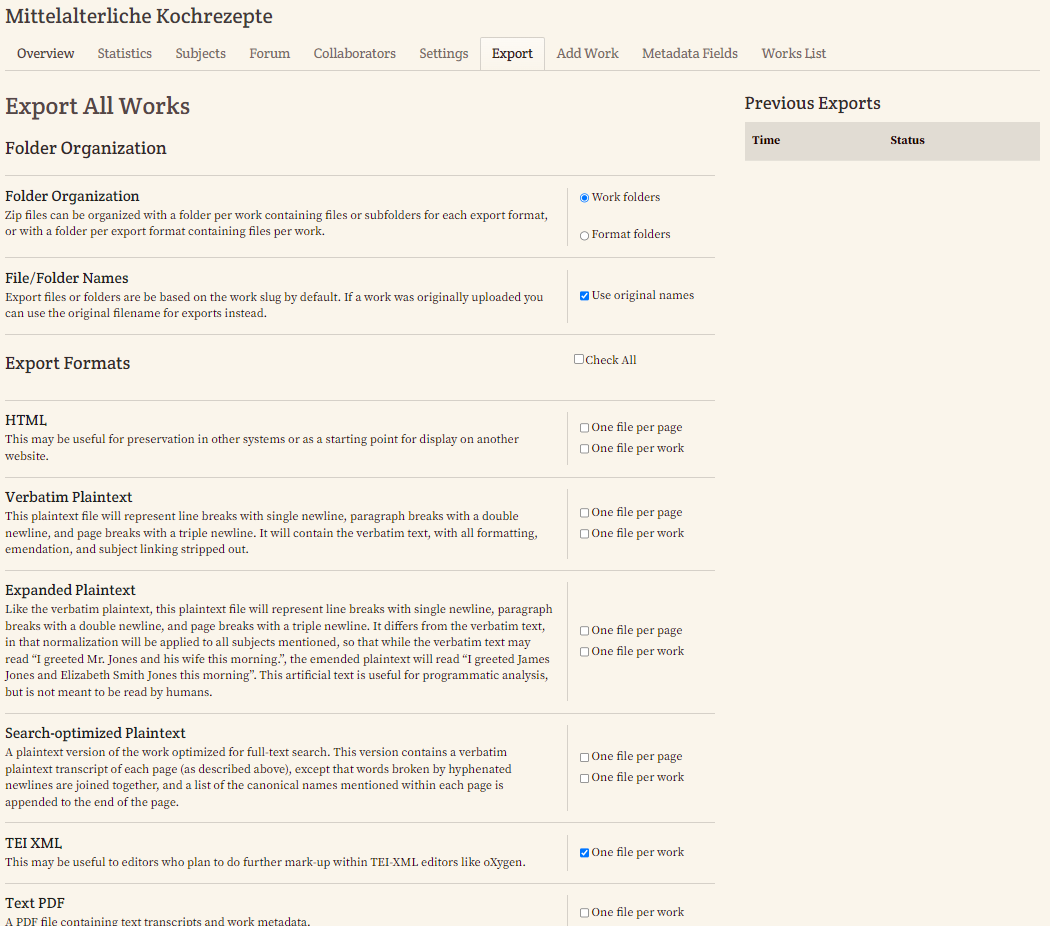 Mittelalterliche Kochrezepte
Overview Statistics Subjects Forum Collaborators Settings Export Add Work Metadata Fields Works List
Export All Works
Folder Organization
Folder Organization
Zip files can be organized with a folder per work containing files or subfolders for each export format,
or with a folder per export format containing files per work.
Work folders
Format folders
File/Folder Names
Export files or folders are be based on the work slug by default. If a work was originally uploaded you
can use the original filename for exports instead.
Use original names
Export Formats
Check All
HTML
This may be useful for preservation in other systems or as a starting point for display on another
website.
One file per page
One file per work
Verbatim Plaintext
This plaintext file will represent line breaks with single newline, paragraph breaks with a double
newline, and page breaks with a triple newline. It will contain the verbatim text, with all formatting,
emendation, and subject linking stripped out.
One file per page
One file per work
Expanded Plaintext
Like the verbatim plaintext, this plaintext file will represent line breaks with single newline, paragraph
breaks with a double newline, and page breaks with a triple newline. It differs from the verbatim text,
in that normalization will be applied to all subjects mentioned, so that while the verbatim text may
read “I greeted Mr. Jones and his wife this morning.”, the emended plaintext will read “I greeted James
Jones and Elizabeth Smith Jones this morning”. This artificial text is useful for programmatic analysis,
but is not meant to be read by humans.
One file per page
One file per work
Search-optimized Plaintext
A plaintext version of the work optimized for full-text search. This version contains a verbatim
plaintext transcript of each page (as described above), except that words broken by hyphenated
newlines are joined together, and a list of the canonical names mentioned within each page is
appended to the end of the page.
One file per page
One file per work
TEI XML
This may be useful to editors who plan to do further mark-up within TEI-XML editors like oXygen.
One file per work
Text PDF
A PDF file containing text transcripts and work metadata.
One file per work
Previous Exports
Time Status